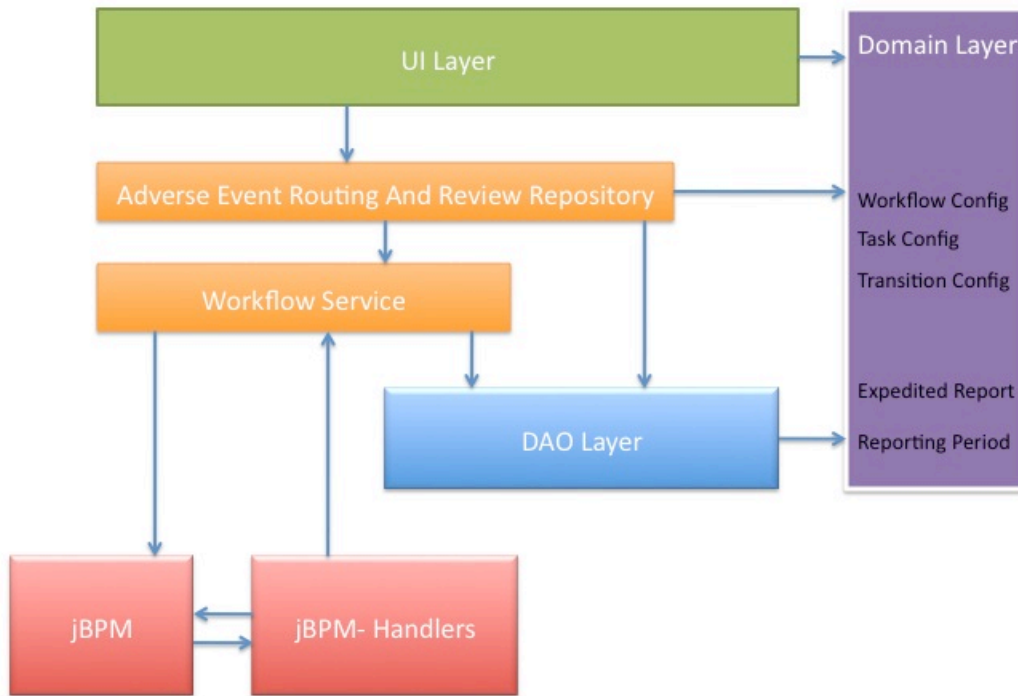 UI Layer
Domain Layer
Adverse Event Routing And Review Repository
Workflow Config
Task Config
Transition Config
Workflow Service
Expedited Report
Reporting Period
DAO Layer
jBPM
jBPM- Handlers